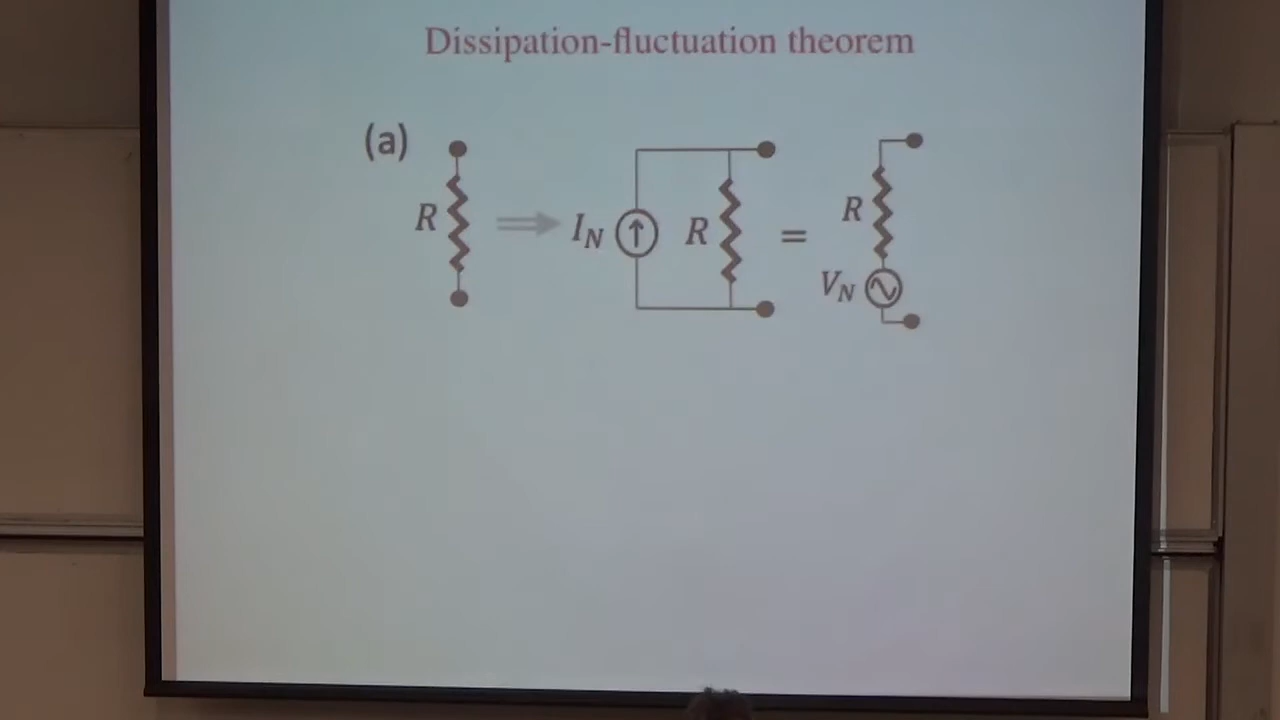 Dissipation-fluctuation theorem
(a)
R
I_N
R
=
R
V_N